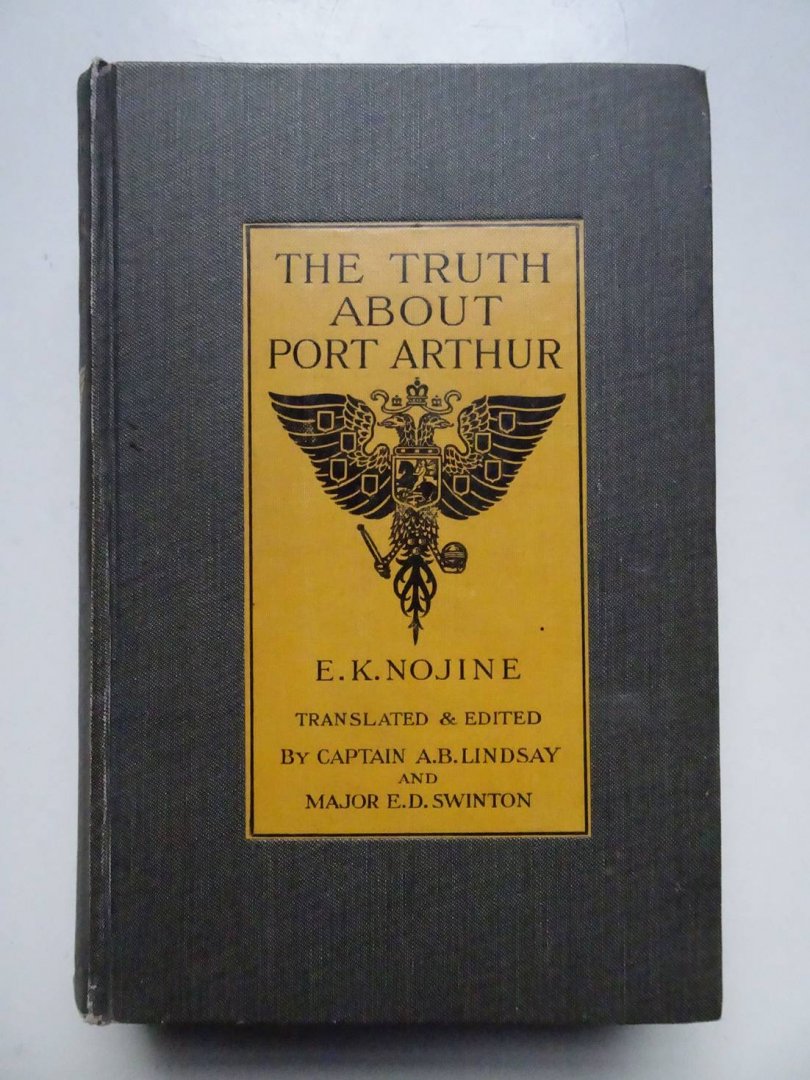 THE TRUTH
ABOUT
PORT ARTHUR
E.K.NOJINE
TRANSLATED & EDITED
BY CAPTAIN A.B.LINDSAY
AND
MAJOR E.D. SWINTON